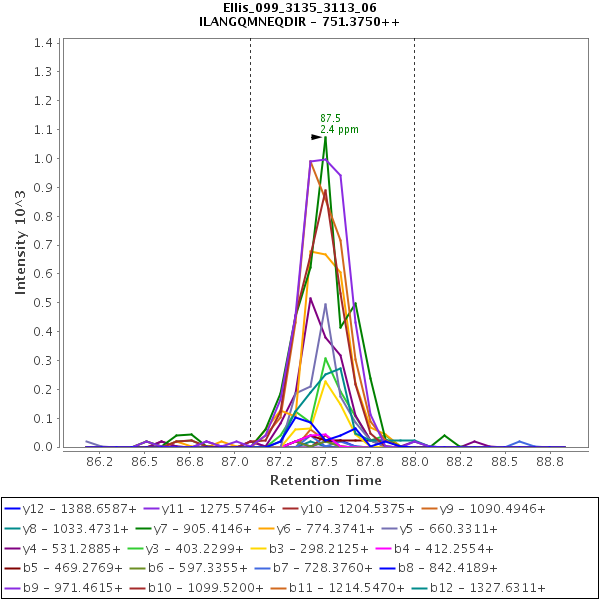 Ellis_099_3135_3113_06
ILANGQMNEQDIR - 751.3750++
1.4
1.3
1.2
1.1
1.0
0.9
0.8
0.7
0.6
0.5
0.4
0.3
0.2
0.1
0.0
Intensity 10^3
87.5
2.4 ppm
86.2 86.5 86.8 87.0 87.2 87.5 87.8 88.0 88.2 88.5 88.8
Retention Time
y12 - 1388.6587+ y11 - 1275.5746+ y10 - 1204.5375+ y9 - 1090.4946+
y8 - 1033.4731+ y7 - 905.4146+ y6 - 774.3741+ y5 - 660.3311+
y4 - 531.2885+ y3 - 403.2299+ b3 - 298.2125+ b4 - 412.2554+
b5 - 469.2769+ b6 - 597.3355+ b7 - 728.3760+ b8 - 842.4189+
b9 - 971.4615+ b10 - 1099.5200+ b11 - 1214.5470+ b12 - 1327.6311+